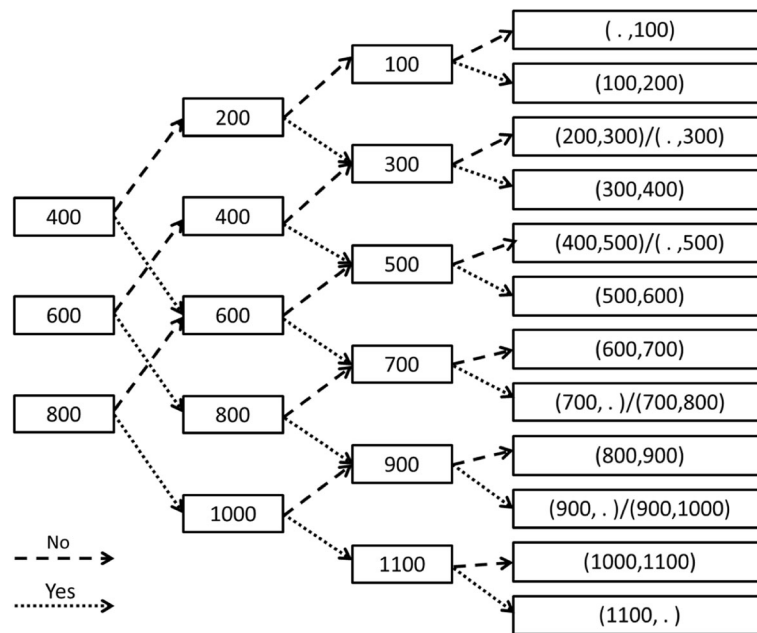 400
600
800
No
Yes
200
400
600
800
1000
100
300
500
700
900
1100
( . ,100)
(100,200)
(200,300)/( . ,300)
(300,400)
(400,500)/( . ,500)
(500,600)
(600,700)
(700, . )/(700,800)
(800,900)
(900, . )/(900,1000)
(1000,1100)
(1100, . )